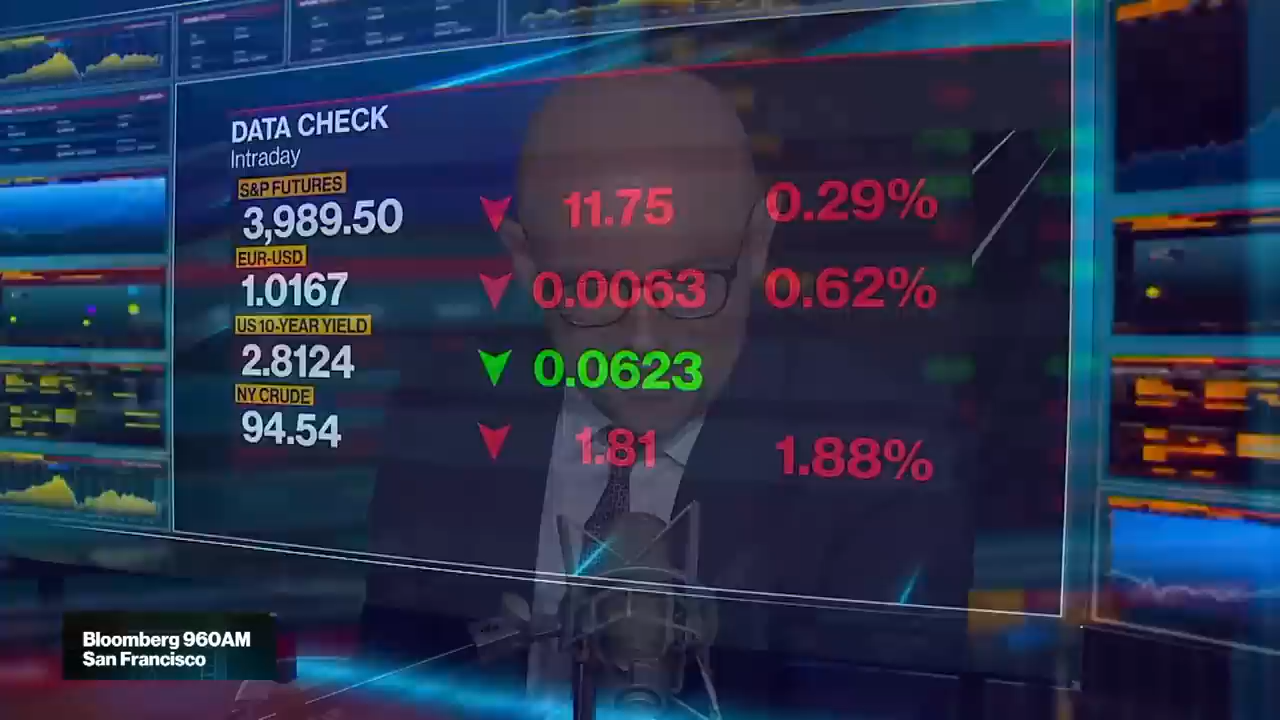 DATA CHECK
Intraday
S&P FUTURES
3,989.50 11.75 0.29%
EUR-USD
1.0167 0.0063 0.62%
US 10-YEAR YIELD
2.8124 0.0623
NY CRUDE
94.54 1.81 1.88%
Bloomberg 960AM
San Francisco